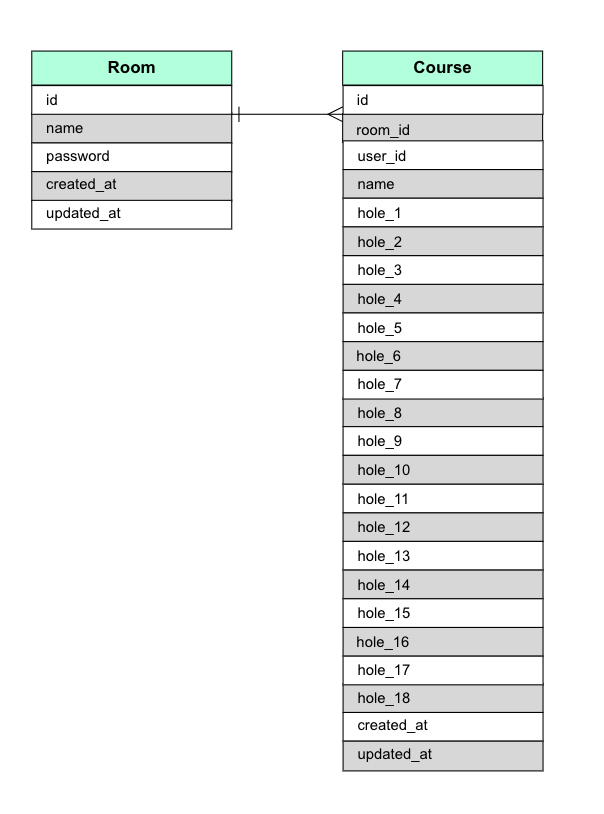 Room
id
name
password
created_at
updated_at
Course
id
room_id
user_id
name
hole_1
hole_2
hole_3
hole_4
hole_5
hole_6
hole_7
hole_8
hole_9
hole_10
hole_11
hole_12
hole_13
hole_14
hole_15
hole_16
hole_17
hole_18
created_at
updated_at